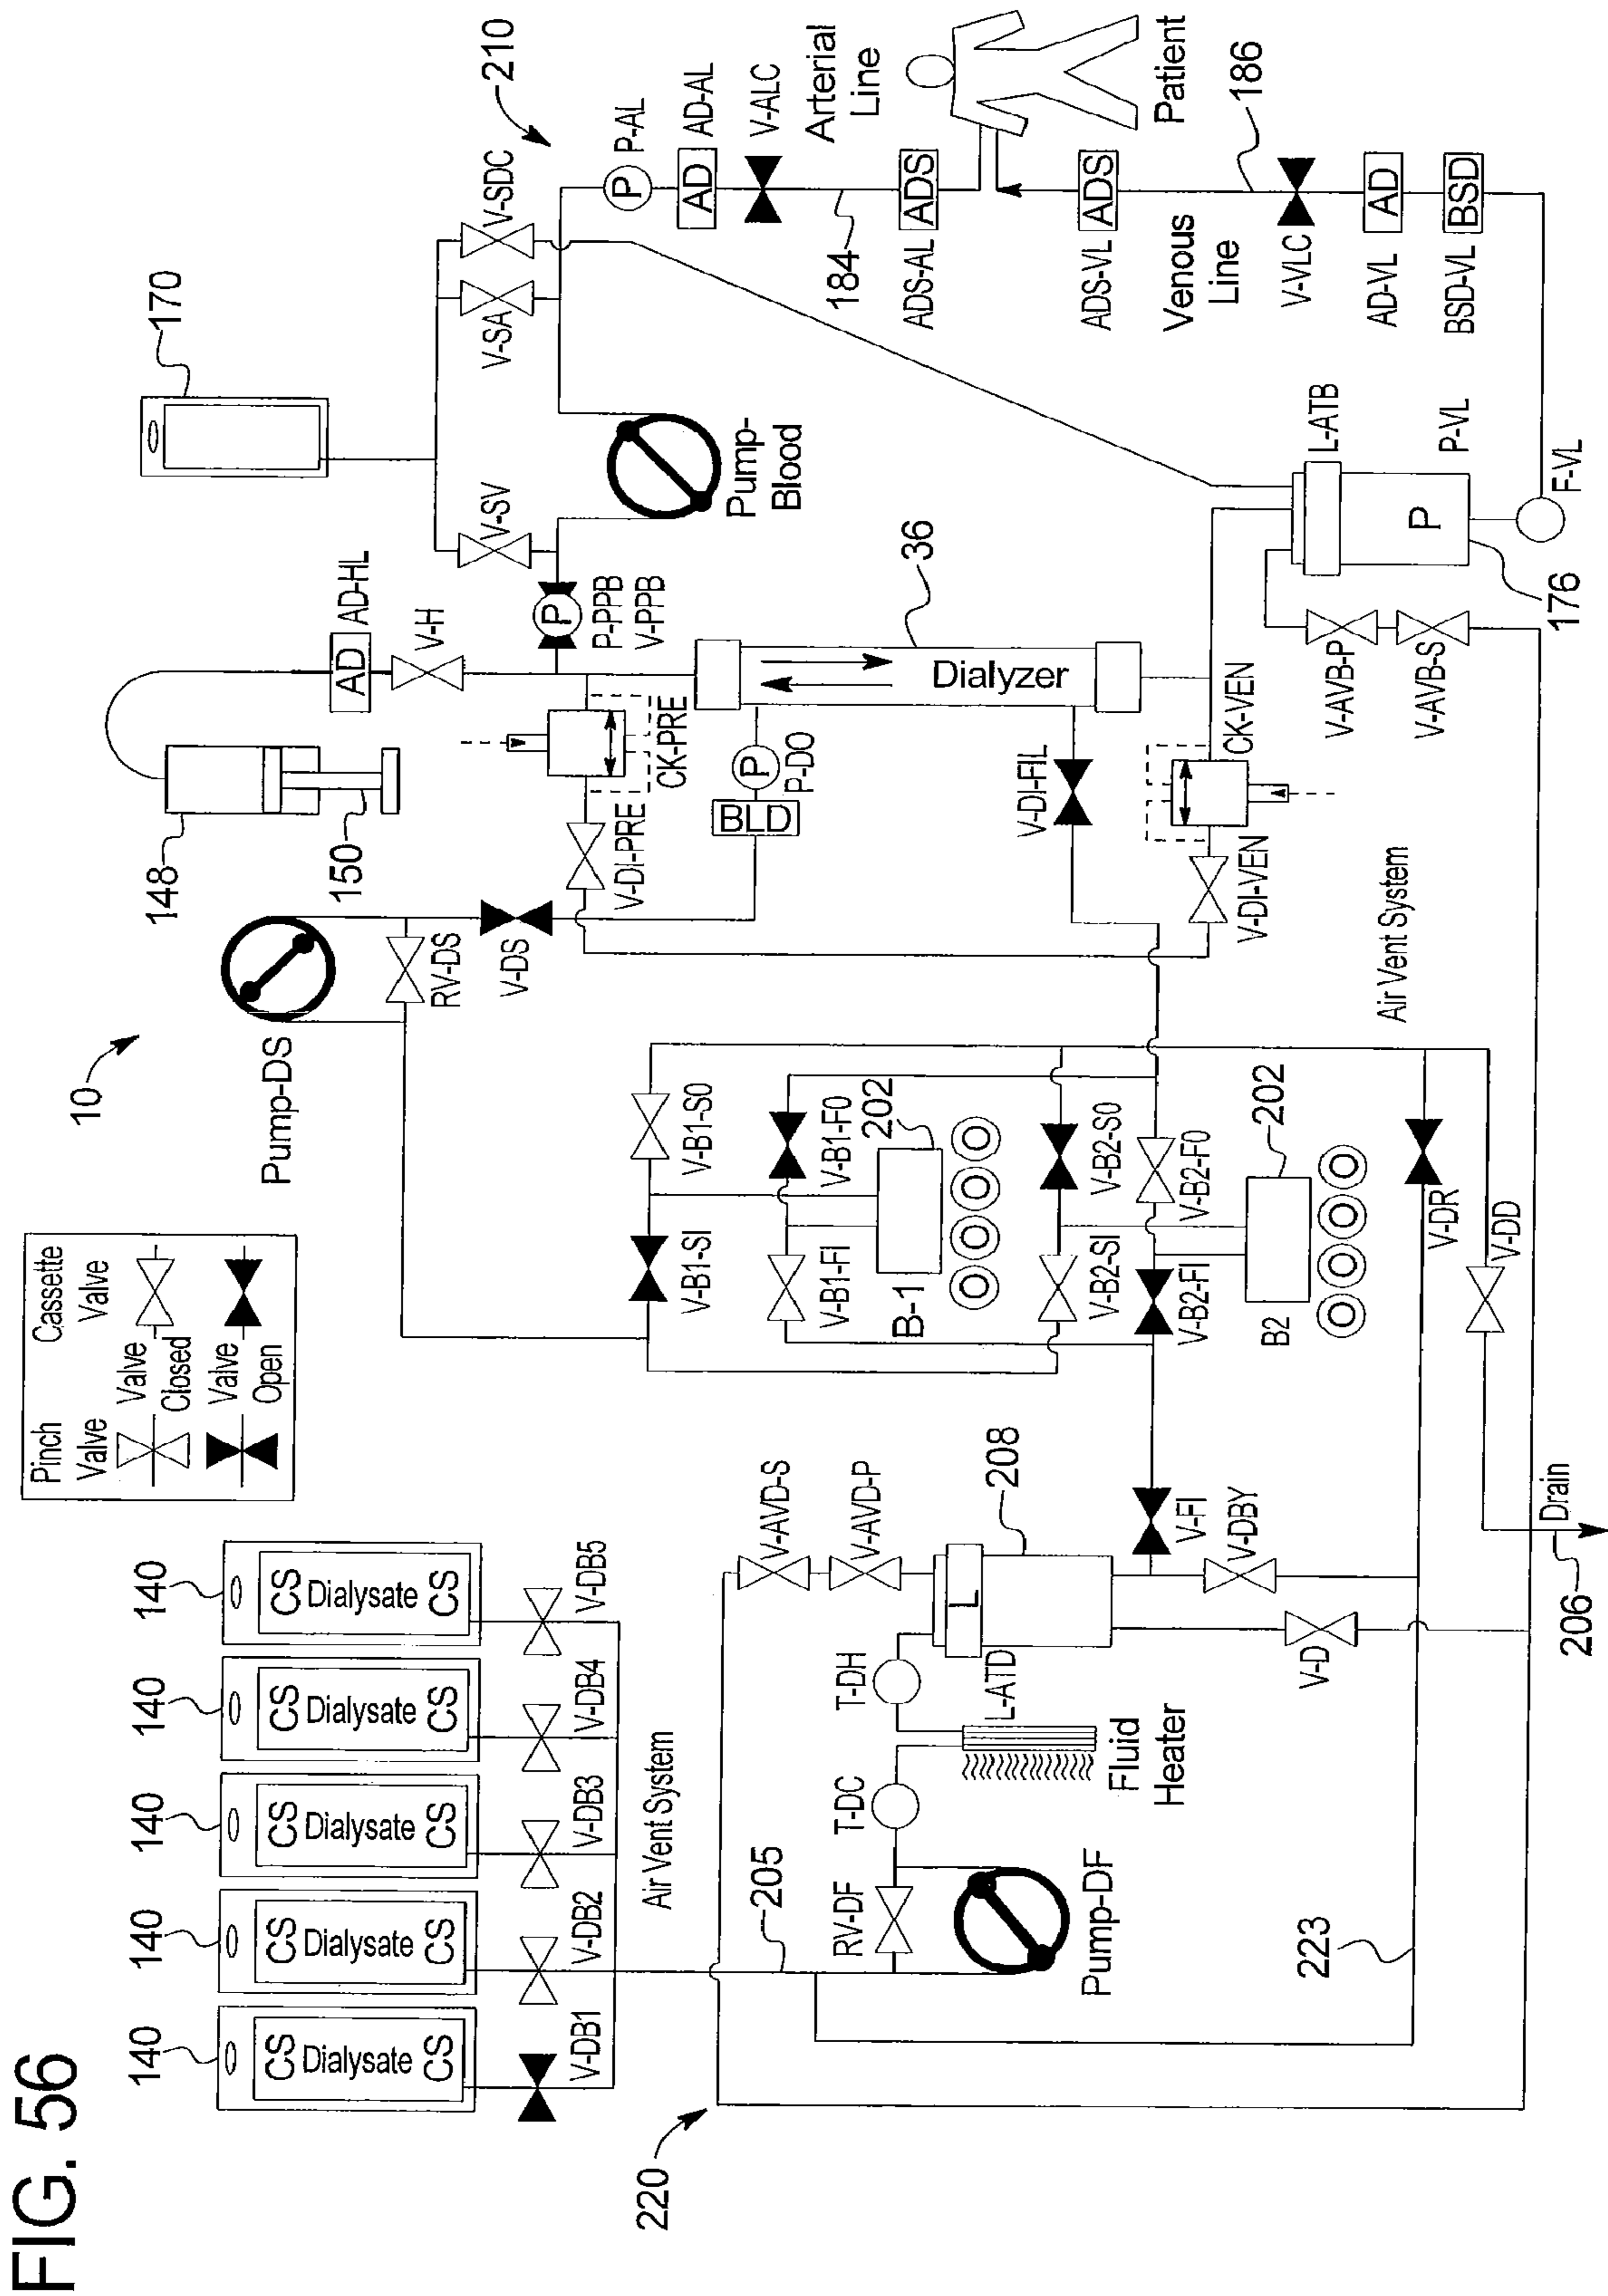 FIG. 56
10
Pinch
Valve
Valve
Closed
Valve
Open
Cassette
Valve
140
140
140
140
140
CS Dialysate CS
CS Dialysate CS
CS Dialysate CS
CS Dialysate CS
CS Dialysate CS
V-DB1
V-DB2
V-DB3
V-DB4
V-DB5
Air Vent System
220
205
RV-DF
Pump-DF
T-DC
Fluid
Heater
T-DH
L-ATD
L
208
V-AVD-S
V-AVD-P
V-FI
V-DBY
V-D
223
206
Drain
Pump-DS
RV-DS
V-DS
V-B1-SI
V-B1-S0
V-B1-FI
V-B1-F0
B-1
202
V-B2-SI
V-B2-S0
V-B2-FI
V-B2-F0
B2
202
V-DR
V-DD
Air Vent System
148
150
AD
AD-HL
V-H
V-DI-PRE
CK-PRE
BLD
P
P-DO
V-DI-FIL
V-DI-VEN
CK-VEN
Dialyzer
36
P
P-PPB
V-PPB
170
V-SV
V-SA
V-SDC
Pump-
Blood
210
P
P-AL
AD
AD-AL
V-ALC
Arterial
Line
184
ADS
ADS-AL
Patient
ADS
ADS-VL
Venous
Line
186
V-VLC
AD
AD-VL
BSD
BSD-VL
L-ATB
P-VL
P
F-VL
176
V-AVB-P
V-AVB-S